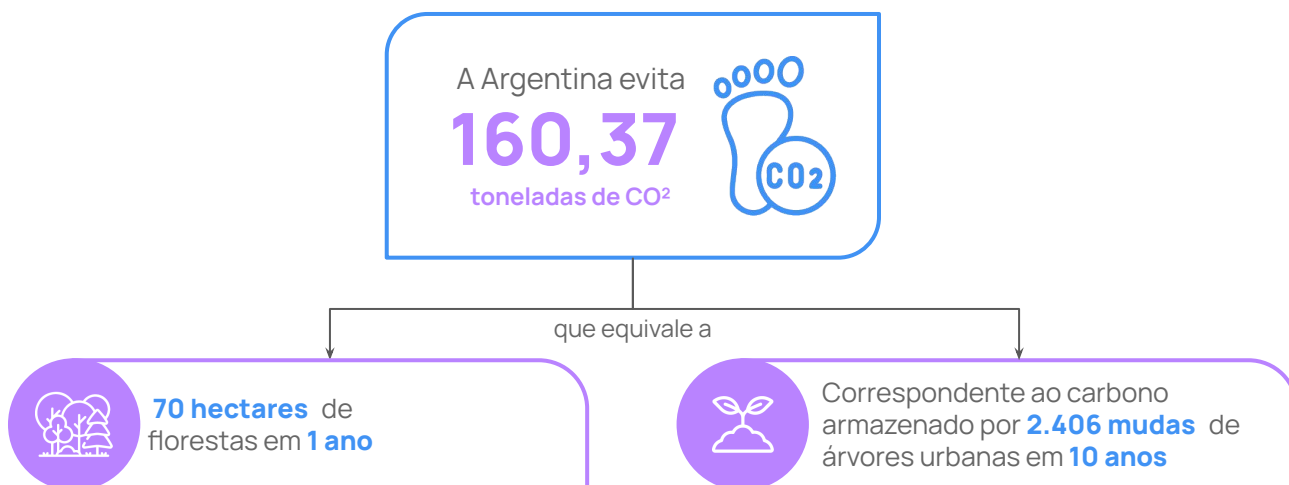 A Argentina evita
160,37
toneladas de CO²
CO2
que equivale a
70 hectares de
florestas em 1 ano
Correspondente ao carbono
armazenado por 2.406 mudas de
árvores urbanas em 10 anos